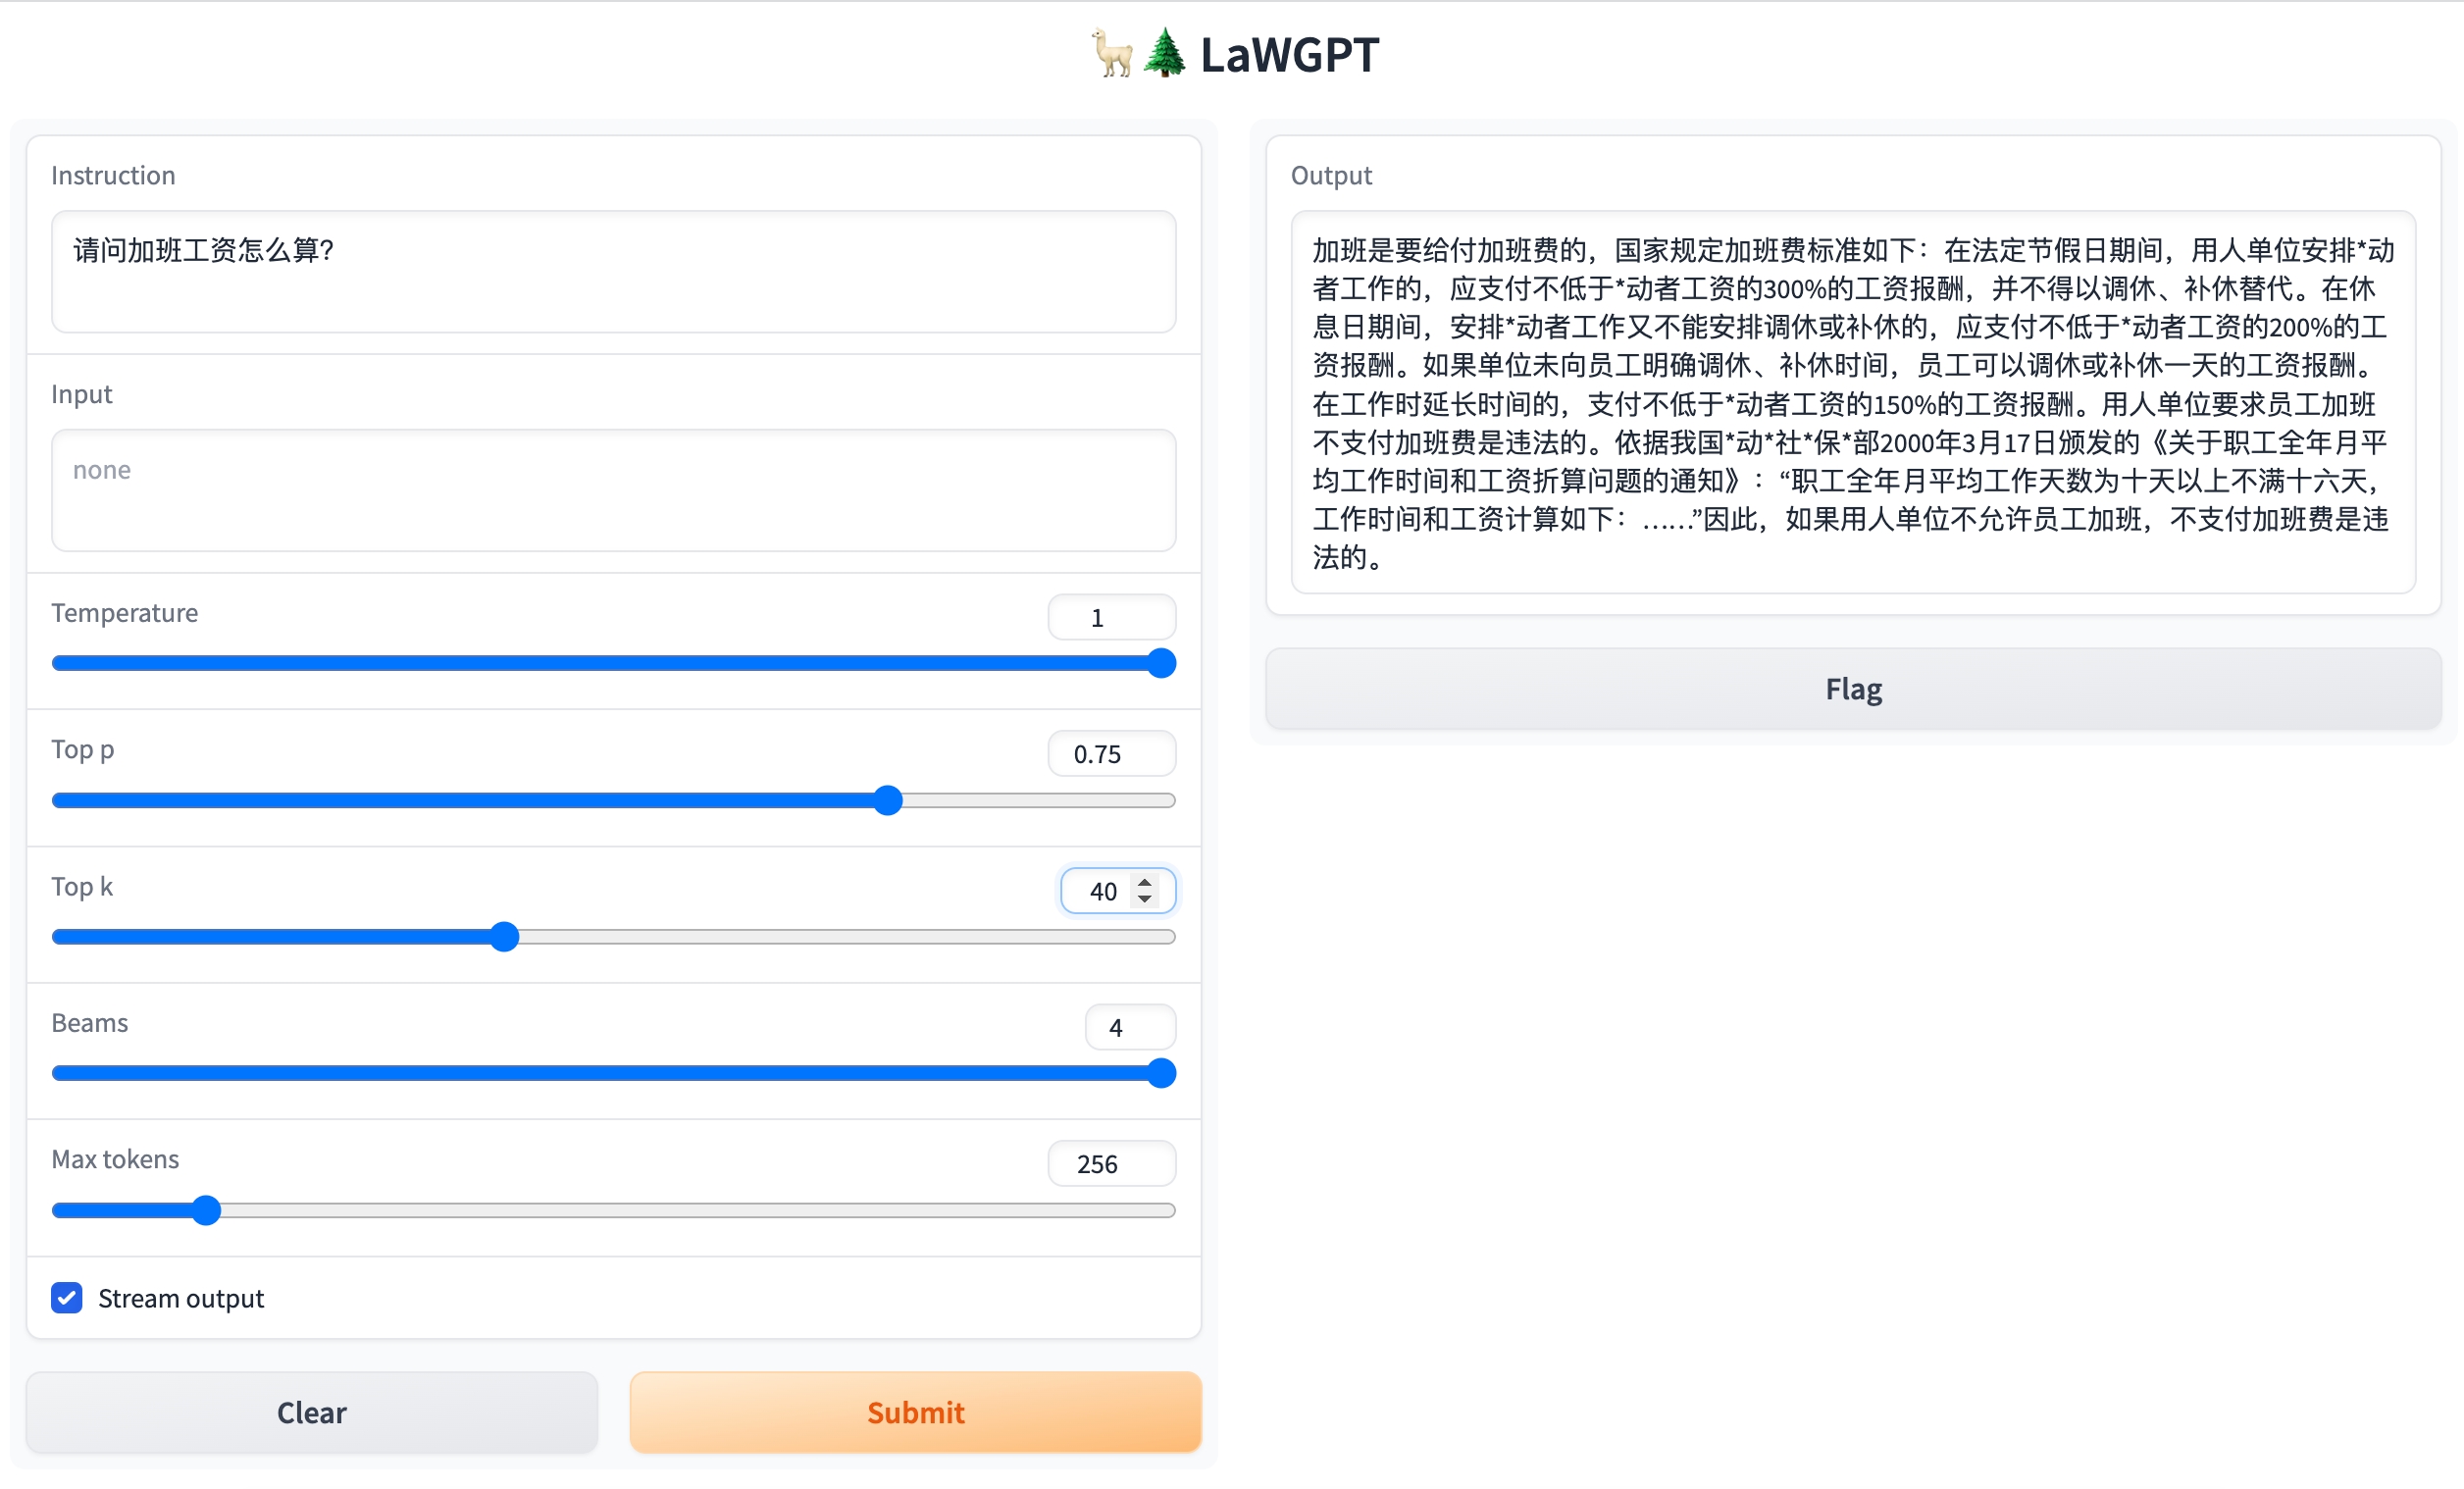 🦙🌲 LaWGPT
Instruction
请问加班工资怎么算?
Input
none
Temperature
1
Top p
0.75
Top k
40
Beams
4
Max tokens
256
Stream output
Clear
Submit
Output
加班是要给付加班费的，国家规定加班费标准如下：在法定节假日期间，用人单位安排*动
者工作的，应支付不低于*动者工资的300%的工资报酬，并不得以调休、补休替代。在休
息日期间，安排*动者工作又不能安排调休或补休的，应支付不低于*动者工资的200%的工
资报酬。如果单位未向员工明确调休、补休时间，员工可以调休或补休一天的工资报酬。
在工作时延长时间的，支付不低于*动者工资的150%的工资报酬。用人单位要求员工加班
不支付加班费是违法的。依据我国*动*社*保*部2000年3月17日颁发的《关于职工全年月平
均工作时间和工资折算问题的通知》：“职工全年月平均工作天数为十天以上不满十六天，
工作时间和工资计算如下：……”因此，如果用人单位不允许员工加班，不支付加班费是违
法的。
Flag